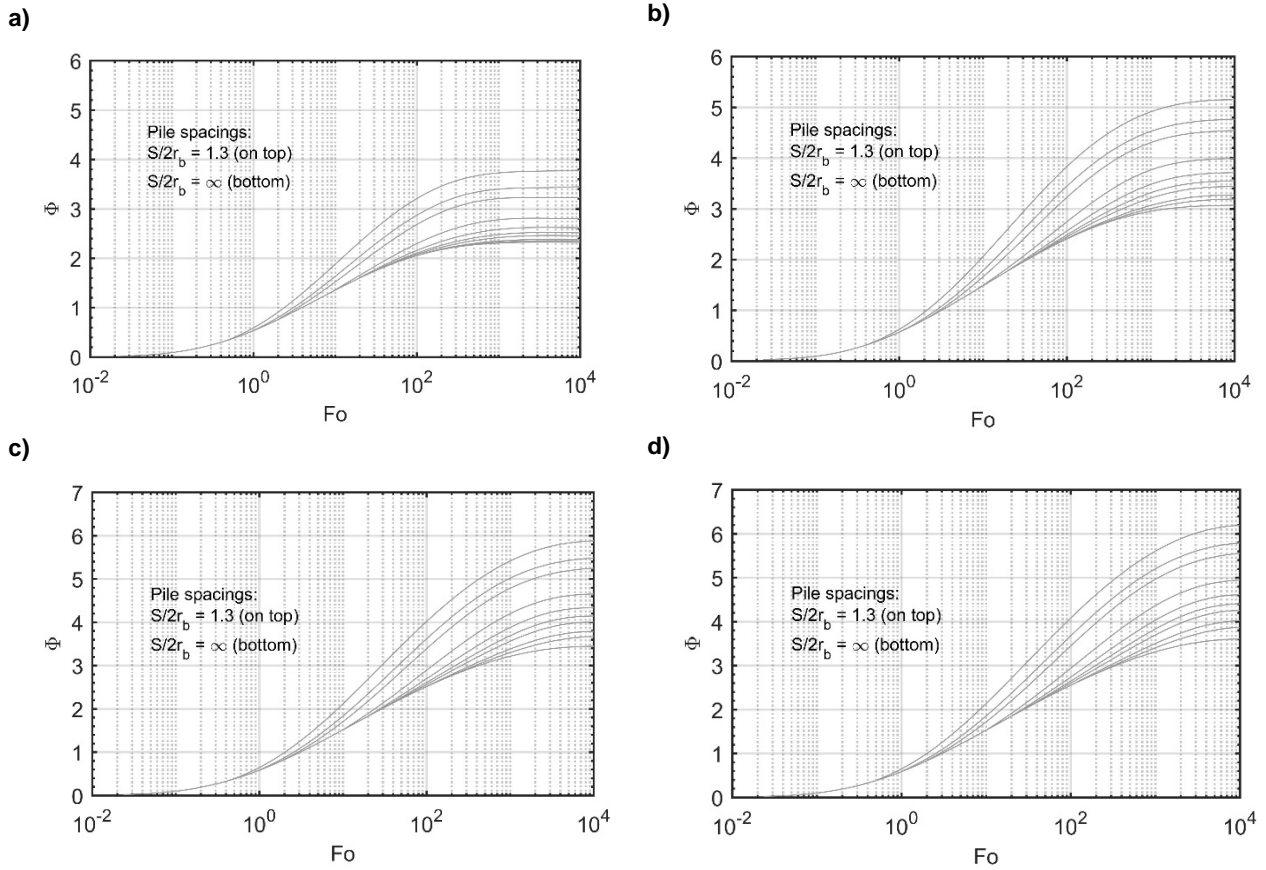 a)
6
5
4
3
2
1
0
Φ
Pile spacings:
S/2r_b = 1.3 (on top)
S/2r_b = ∞ (bottom)
10^-2 10^0 10^2 10^4
Fo
b)
6
5
4
3
2
1
0
Φ
Pile spacings:
S/2r_b = 1.3 (on top)
S/2r_b = ∞ (bottom)
10^-2 10^0 10^2 10^4
Fo
c)
7
6
5
4
3
2
1
0
Φ
Pile spacings:
S/2r_b = 1.3 (on top)
S/2r_b = ∞ (bottom)
10^-2 10^0 10^2 10^4
Fo
d)
7
6
5
4
3
2
1
0
Φ
Pile spacings:
S/2r_b = 1.3 (on top)
S/2r_b = ∞ (bottom)
10^-2 10^0 10^2 10^4
Fo